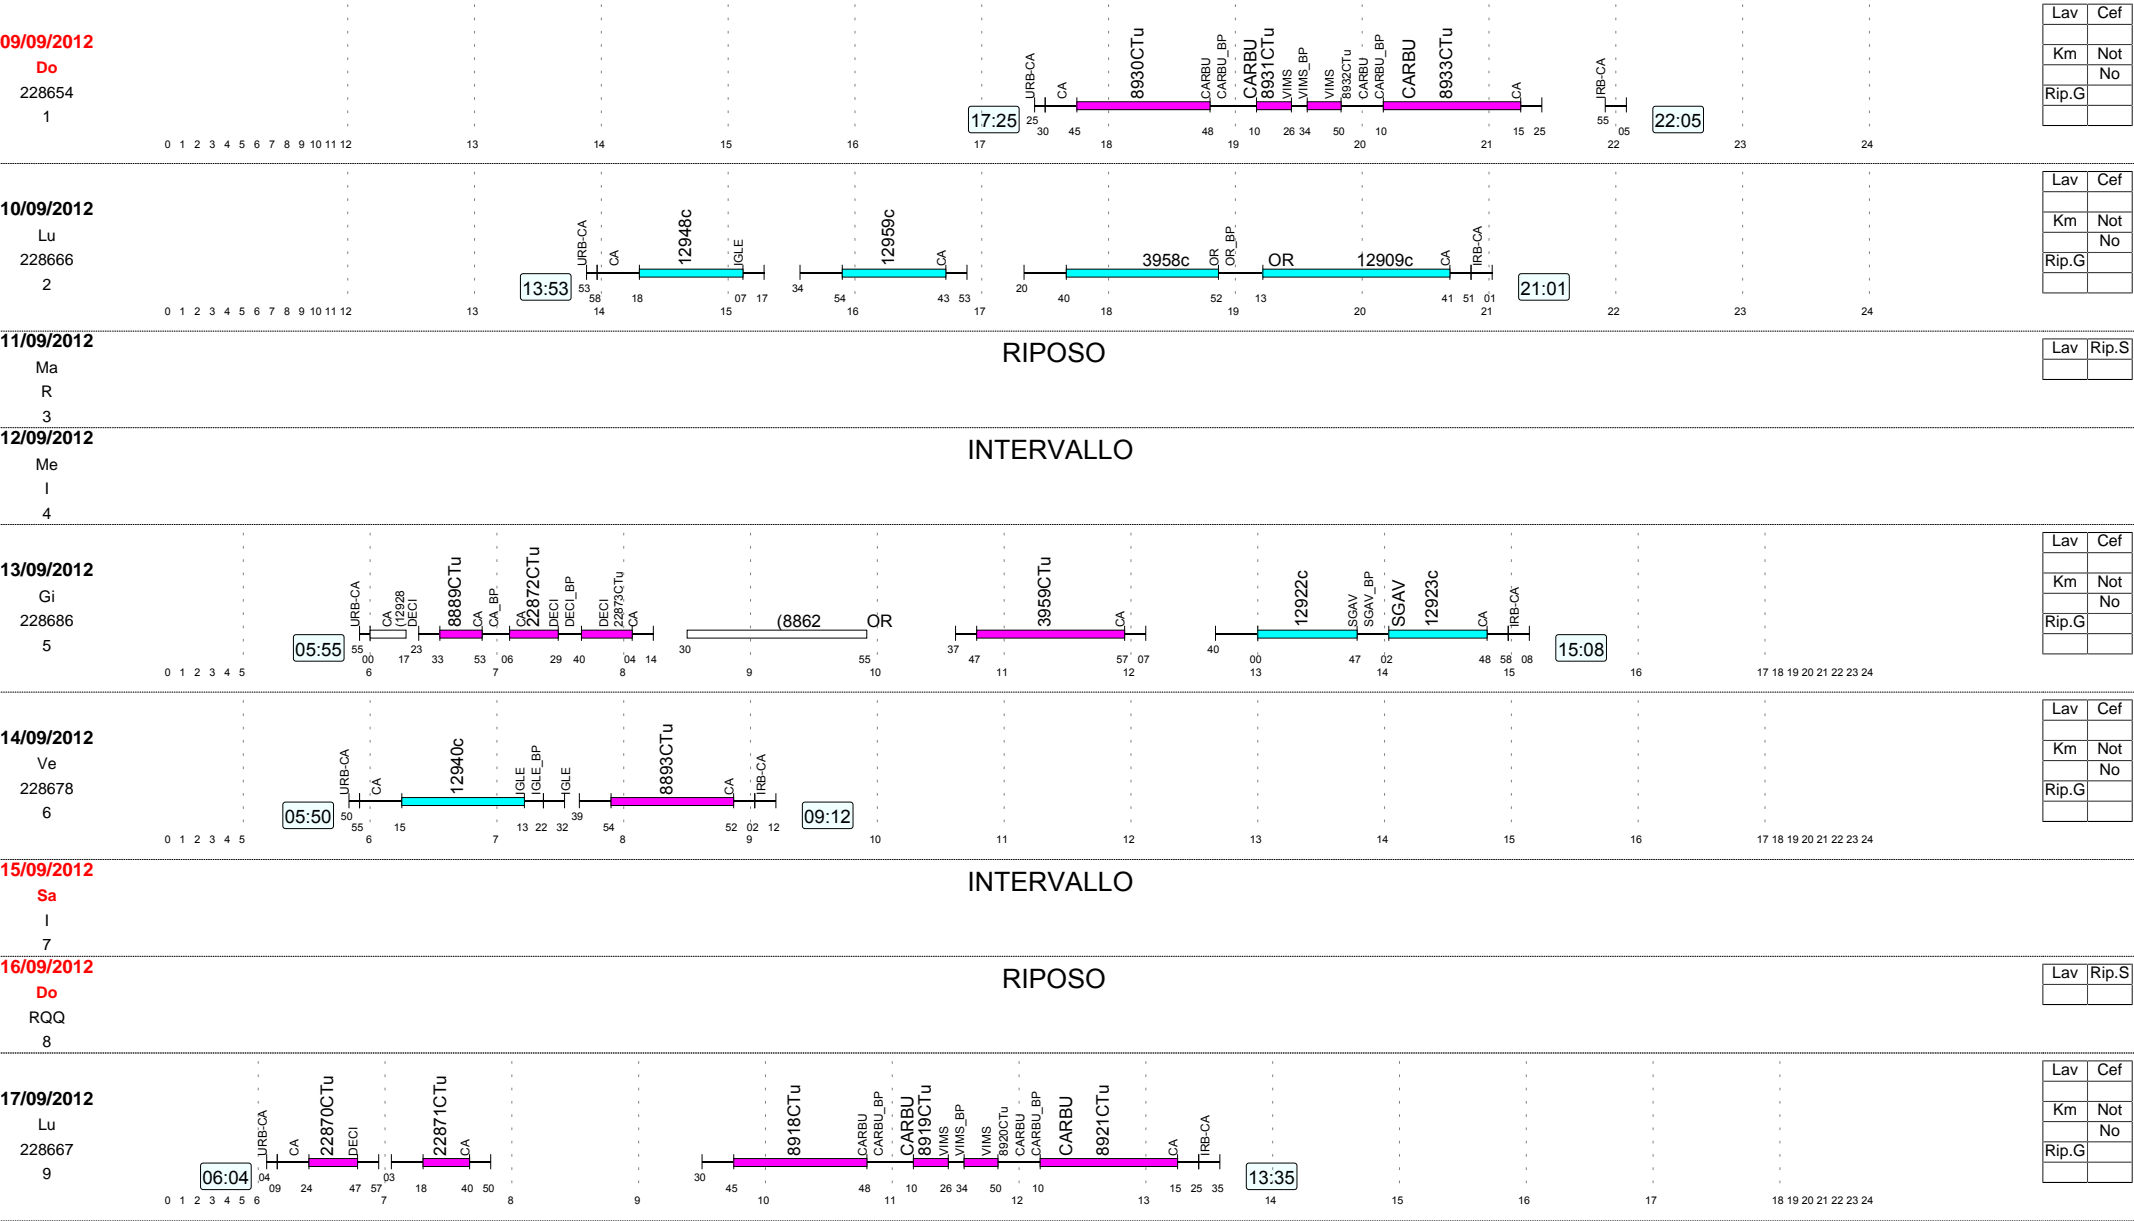 09/09/2012
Do
228654
1
17:25
URB-CA CA 8930CTu CARBU CARBU_BP CARBU 8931CTu VIMS VIMS_BP VIMS 8932CTu CARBU CARBU_BP CARBU 8933CTu CA IRB-CA
25 30 45 48 10 26 34 50 10 15 25 55 05
22:05
0 1 2 3 4 5 6 7 8 9 10 11 12 13 14 15 16 17 18 19 20 21 22 23 24
Lav Cef
Km Not
No
Rip.G
10/09/2012
Lu
228666
2
13:53
URB-CA CA 12948c IGLE 12959c CA 3958c OR OR_BP OR 12909c CA IRB-CA
53 58 18 07 17 34 54 43 53 20 40 52 13 41 51 01
21:01
0 1 2 3 4 5 6 7 8 9 10 11 12 13 14 15 16 17 18 19 20 21 22 23 24
Lav Cef
Km Not
No
Rip.G
11/09/2012
Ma
R
3
RIPOSO
Lav Rip.S
12/09/2012
Me
I
4
INTERVALLO
13/09/2012
Gi
228686
5
05:55
URB-CA CA (12928 DECI 8889CTu CA CA_BP CA 22872CTu DECI DECI_BP DECI 22873CTu CA (8862 OR 3959CTu CA 12922c SGAV SGAV_BP SGAV 12923c CA IRB-CA
55 00 17 23 33 53 06 29 40 04 14 30 55 37 47 57 07 40 00 47 02 48 58 08
15:08
0 1 2 3 4 5 6 7 8 9 10 11 12 13 14 15 16 17 18 19 20 21 22 23 24
Lav Cef
Km Not
No
Rip.G
14/09/2012
Ve
228678
6
05:50
URB-CA CA 12940c IGLE IGLE_BP IGLE 8893CTu CA IRB-CA
50 55 15 13 22 32 39 54 52 02 12
09:12
0 1 2 3 4 5 6 7 8 9 10 11 12 13 14 15 16 17 18 19 20 21 22 23 24
Lav Cef
Km Not
No
Rip.G
15/09/2012
Sa
I
7
INTERVALLO
16/09/2012
Do
RQQ
8
RIPOSO
Lav Rip.S
17/09/2012
Lu
228667
9
06:04
URB-CA CA 22870CTu DECI 22871CTu CA 8918CTu CARBU CARBU_BP CARBU 8919CTu VIMS VIMS_BP VIMS 8920CTu CARBU CARBU_BP CARBU 8921CTu CA IRB-CA
04 09 24 47 57 03 18 40 50 30 45 48 10 26 34 50 10 15 25 35
13:35
0 1 2 3 4 5 6 7 8 9 10 11 12 13 14 15 16 17 18 19 20 21 22 23 24
Lav Cef
Km Not
No
Rip.G